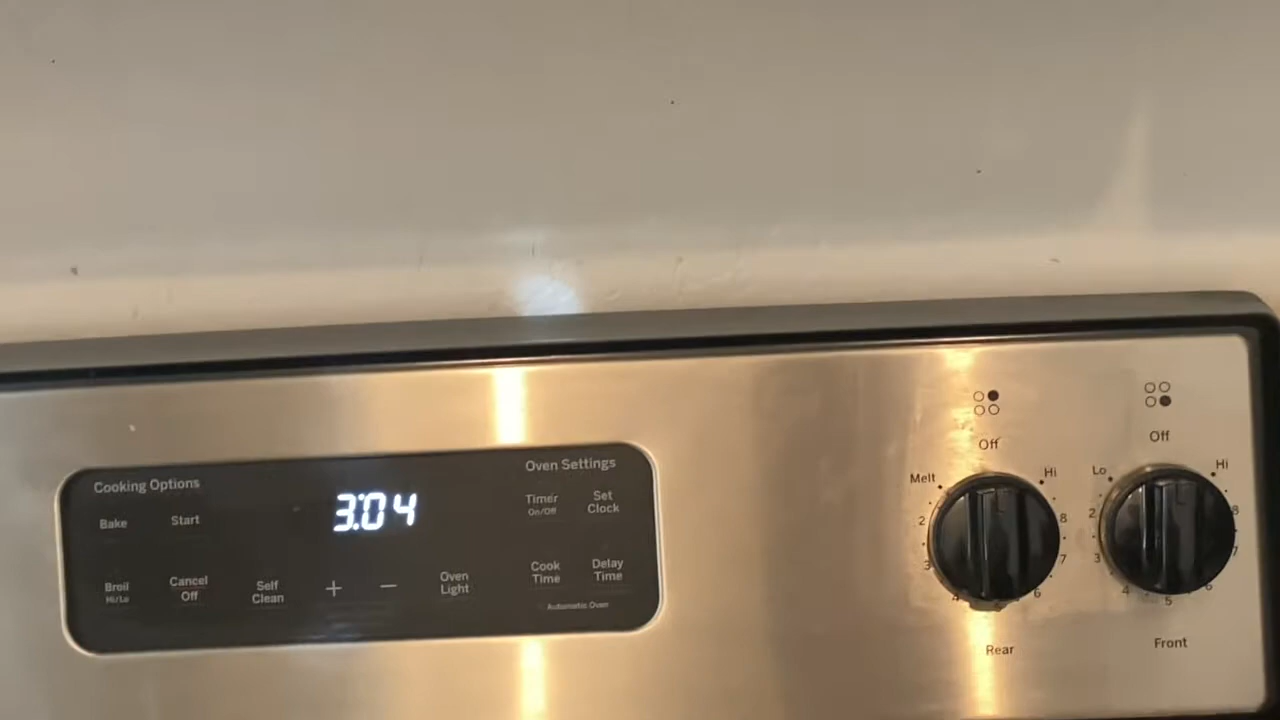 Cooking Options
Bake
Start
Broil
Hi/Lo
Cancel
Off
Self
Clean
+
−
Oven
Light
3:04
Oven Settings
Timer
On/Off
Set
Clock
Cook
Time
Delay
Time
Automatic Oven
Off
Melt
Hi
2
8
3
7
4
6
5
Rear
Off
Lo
Hi
2
8
3
7
4
6
5
Front